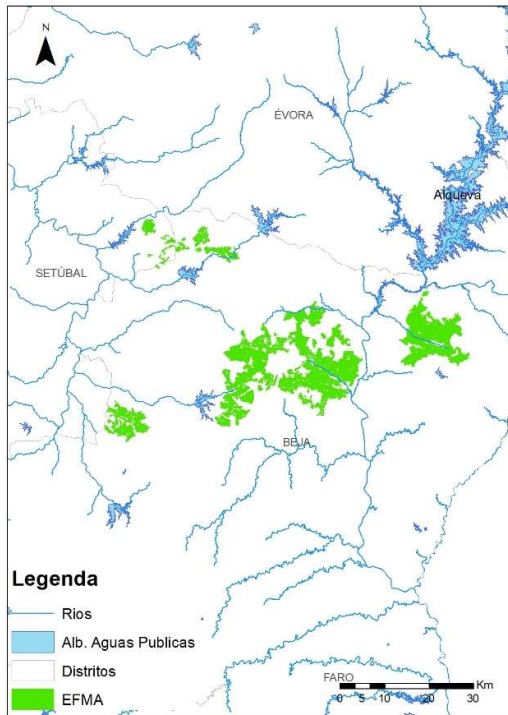 N
ÉVORA
Alqueva
SETÚBAL
BEJA
Legenda
Rios
Alb. Aguas Publicas
Distritos
EFMA
FARO
Km
0 5 10 20 30